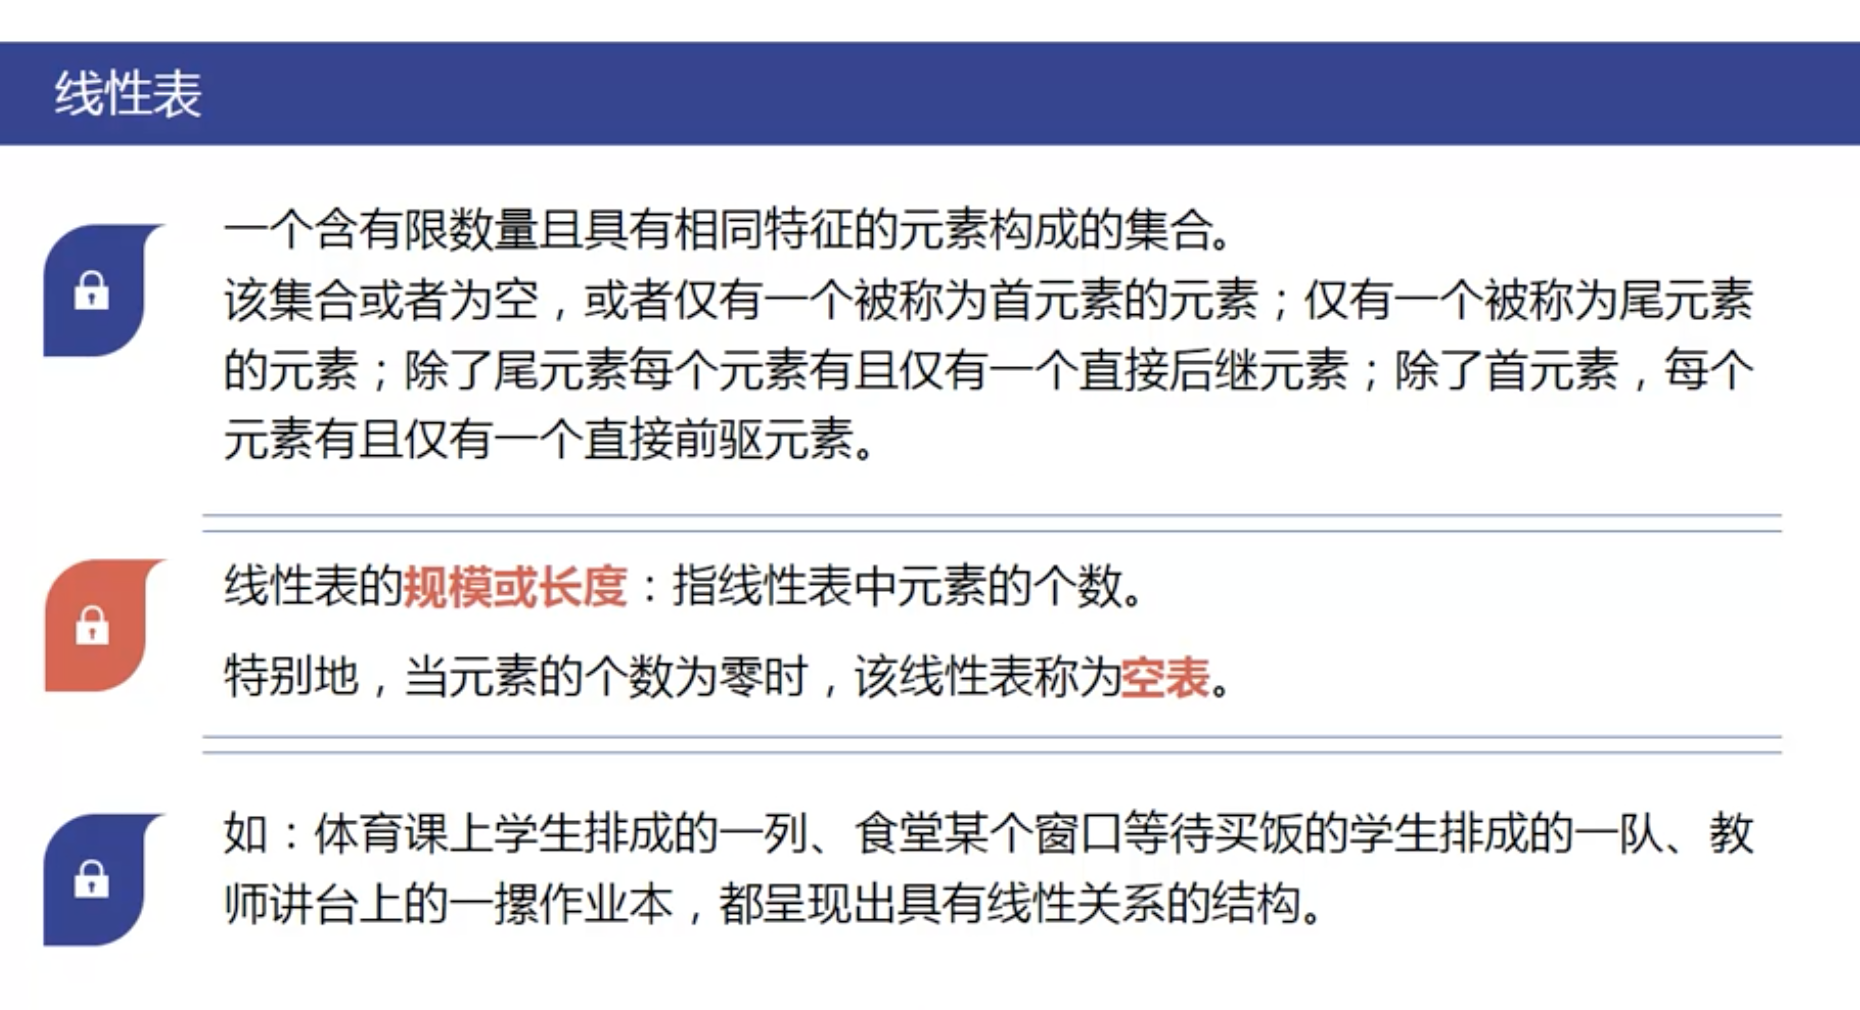 线性表
一个含有限数量且具有相同特征的元素构成的集合。
该集合或者为空，或者仅有一个被称为首元素的元素；仅有一个被称为尾元素
的元素；除了尾元素每个元素有且仅有一个直接后继元素；除了首元素，每个
元素有且仅有一个直接前驱元素。
线性表的规模或长度：指线性表中元素的个数。
特别地，当元素的个数为零时，该线性表称为空表。
如：体育课上学生排成的一列、食堂某个窗口等待买饭的学生排成的一队、教
师讲台上的一摞作业本，都呈现出具有线性关系的结构。